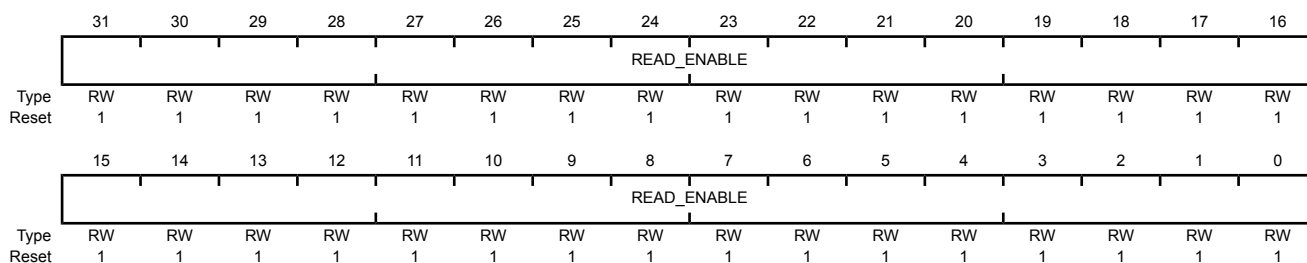 31 30 29 28 27 26 25 24 23 22 21 20 19 18 17 16
READ_ENABLE
Type RW RW RW RW RW RW RW RW RW RW RW RW RW RW RW RW
Reset 1 1 1 1 1 1 1 1 1 1 1 1 1 1 1 1
15 14 13 12 11 10 9 8 7 6 5 4 3 2 1 0
READ_ENABLE
Type RW RW RW RW RW RW RW RW RW RW RW RW RW RW RW RW
Reset 1 1 1 1 1 1 1 1 1 1 1 1 1 1 1 1